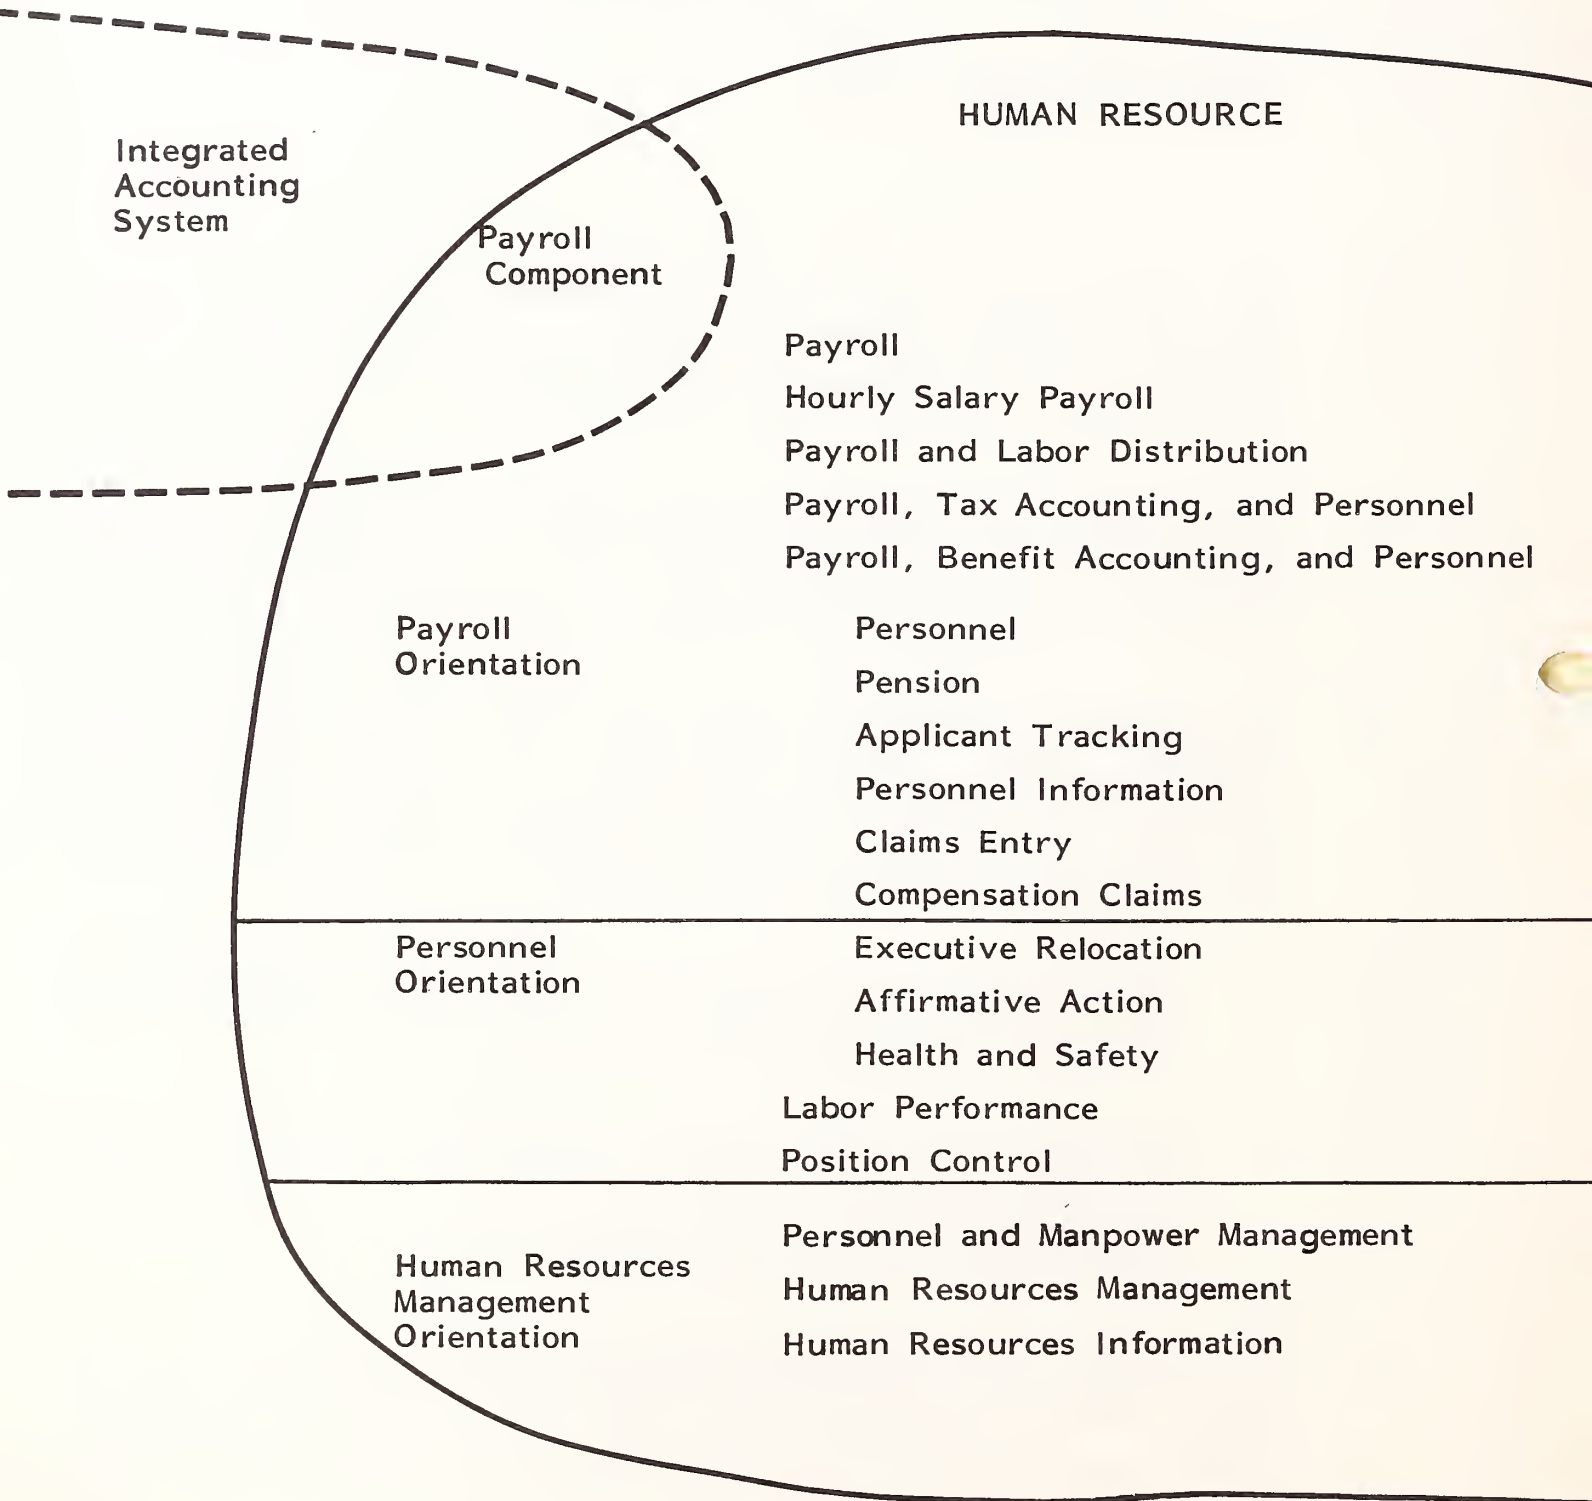 HUMAN RESOURCE
Integrated
Accounting
System
Payroll
Component
Payroll
Hourly Salary Payroll
Payroll and Labor Distribution
Payroll, Tax Accounting, and Personnel
Payroll, Benefit Accounting, and Personnel
Payroll
Orientation
Personnel
Pension
Applicant Tracking
Personnel Information
Claims Entry
Compensation Claims
Personnel
Orientation
Executive Relocation
Affirmative Action
Health and Safety
Labor Performance
Position Control
Human Resources
Management
Orientation
Personnel and Manpower Management
Human Resources Management
Human Resources Information